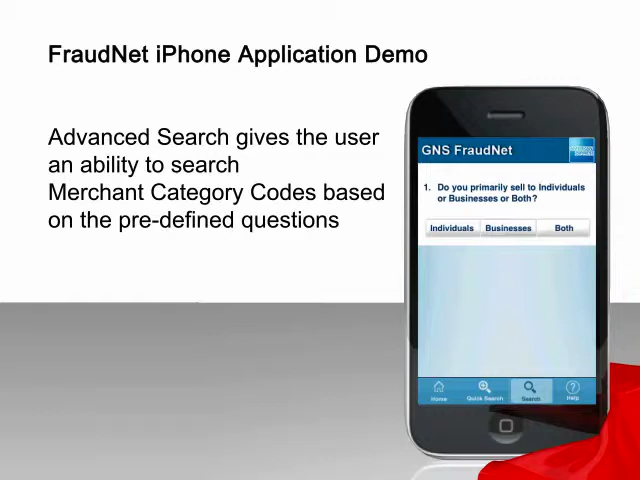 FraudNet iPhone Application Demo
Advanced Search gives the user
an ability to search
Merchant Category Codes based
on the pre-defined questions
GNS FraudNet
1. Do you primarily sell to Individuals
or Businesses or Both?
Individuals Businesses Both
Home Quick Search Search Help